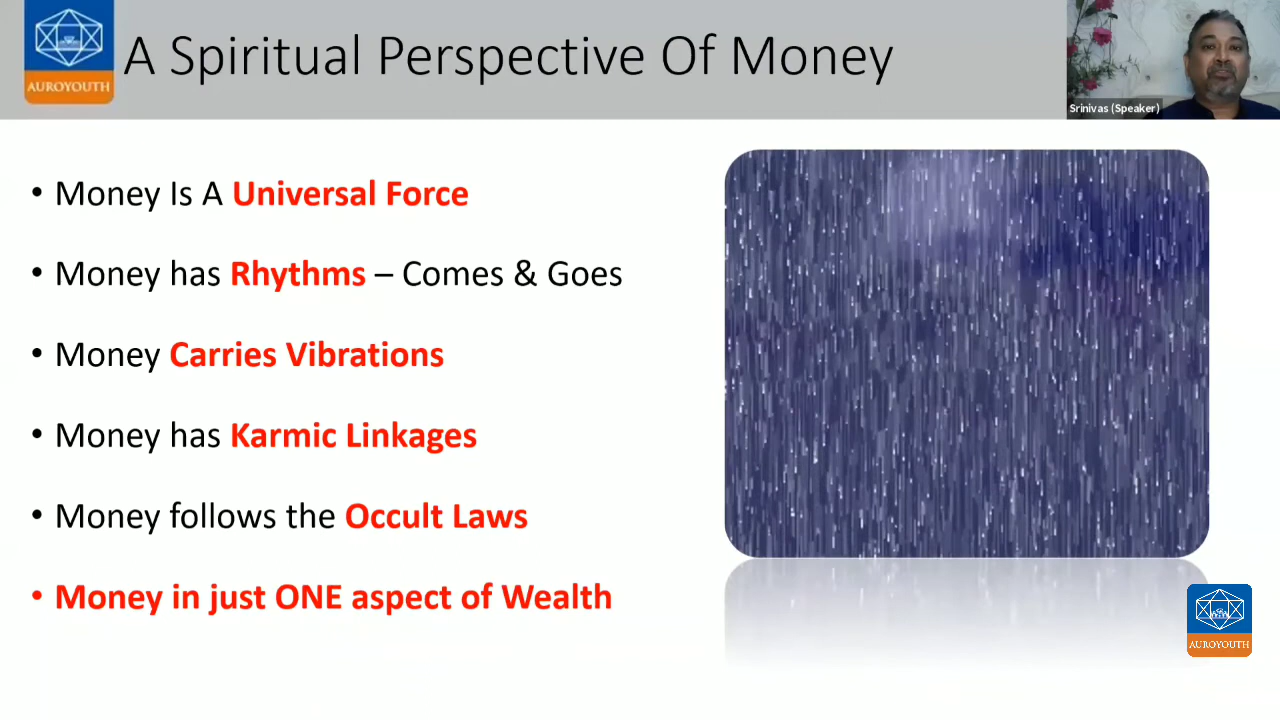 AUROYOUTH
A Spiritual Perspective Of Money
Srinivas (Speaker)
• Money Is A Universal Force
• Money has Rhythms – Comes & Goes
• Money Carries Vibrations
• Money has Karmic Linkages
• Money follows the Occult Laws
• Money in just ONE aspect of Wealth
AUROYOUTH